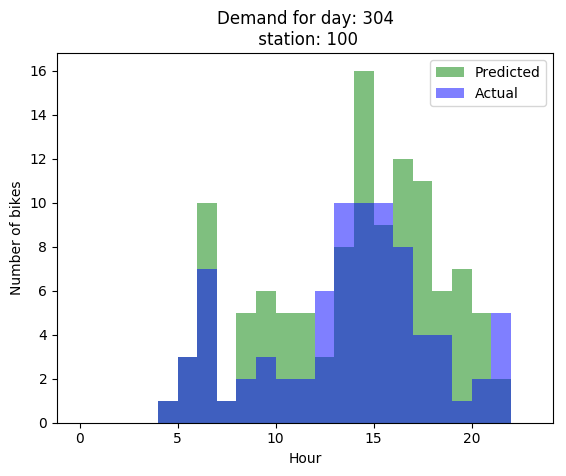 Demand for day: 304
station: 100
Predicted
Actual
Number of bikes
16
14
12
10
8
6
4
2
0
0 5 10 15 20
Hour